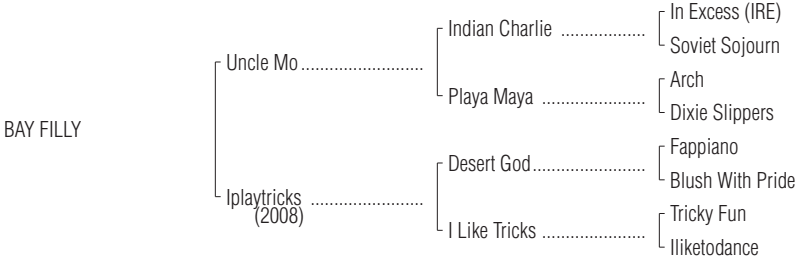 In Excess (IRE)
Indian Charlie ...................
Soviet Sojourn
Uncle Mo .........................
Arch
Playa Maya .......................
Dixie Slippers
BAY FILLY
Fappiano
Desert God........................
Blush With Pride
Iplaytricks .......................
(2008)
Tricky Fun
I Like Tricks ......................
Iliketodance